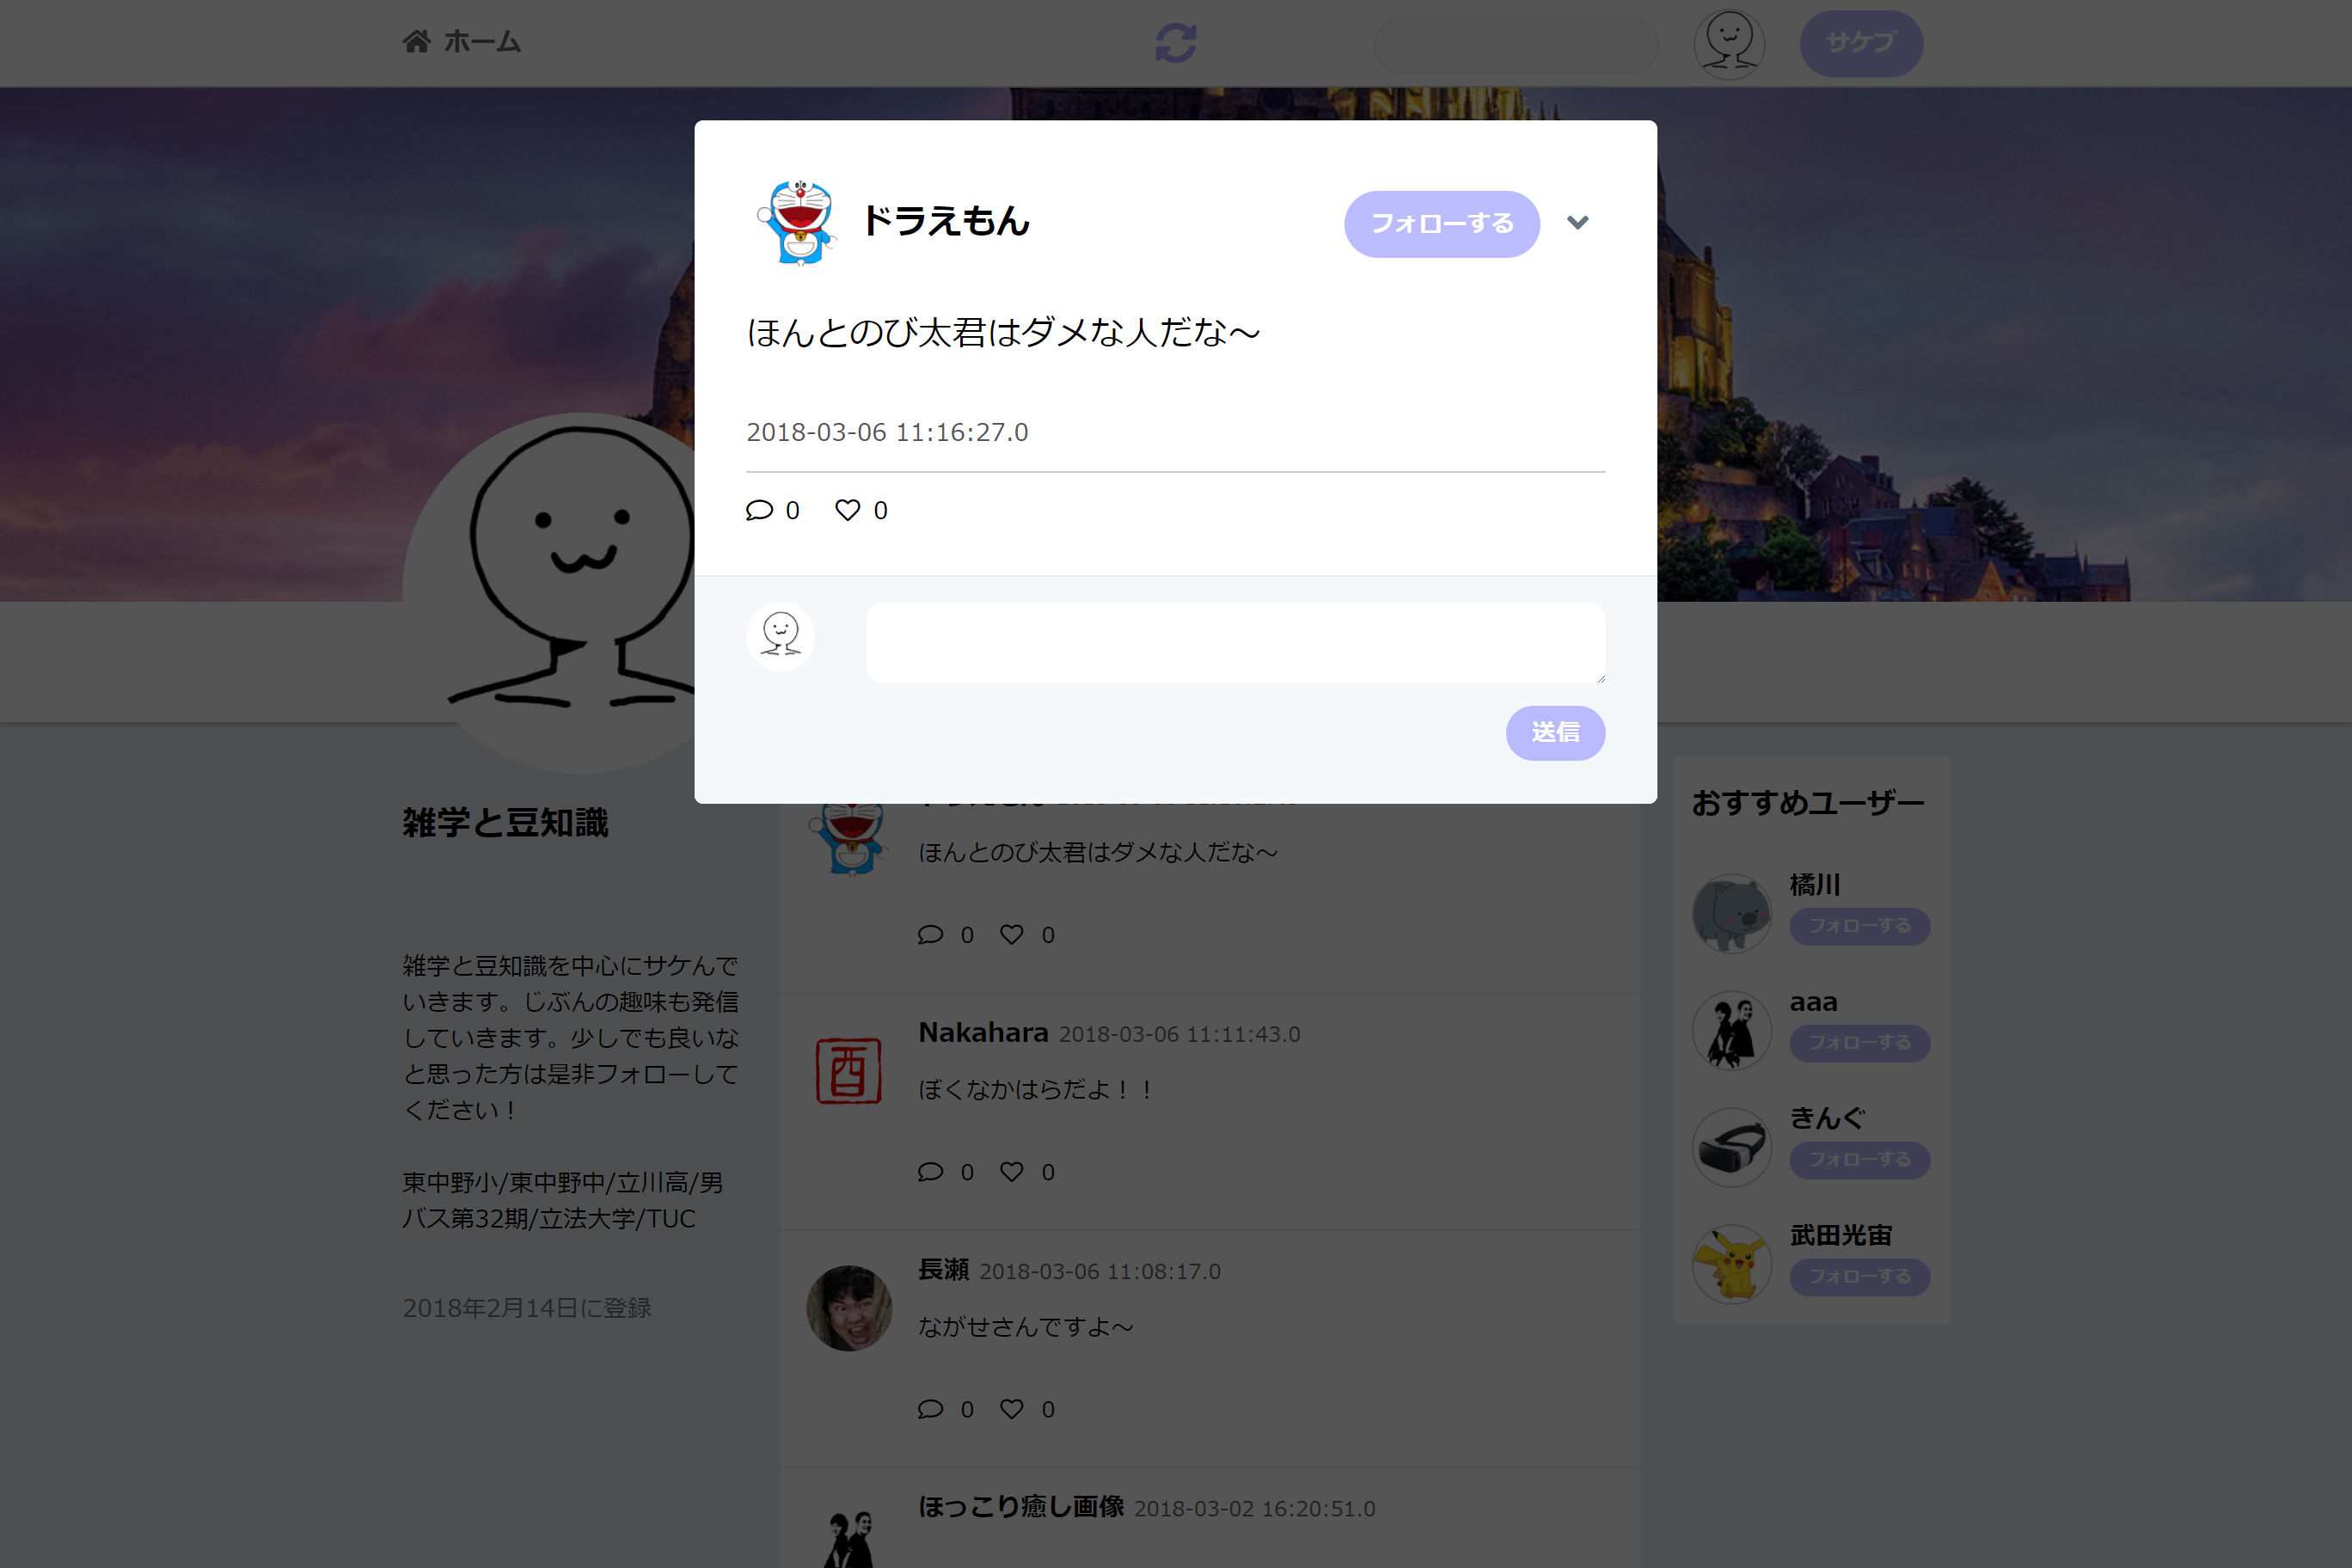 ホーム
サケブ
ドラえもん
フォローする
ほんとのび太君はダメな人だな～
2018-03-06 11:16:27.0
0 0
送信
雑学と豆知識
雑学と豆知識を中心にサケんで
いきます。じぶんの趣味も発信
していきます。少しでも良いな
と思った方は是非フォローして
ください！
東中野小/東中野中/立川高/男
バス第32期/立法大学/TUC
2018年2月14日に登録
ほんとのび太君はダメな人だな～
0 0
Nakahara 2018-03-06 11:11:43.0
酉
ぼくなかはらだよ！！
0 0
長瀬 2018-03-06 11:08:17.0
ながせさんですよ～
0 0
ほっこり癒し画像 2018-03-02 16:20:51.0
おすすめユーザー
橘川
フォローする
aaa
フォローする
きんぐ
フォローする
武田光宙
フォローする